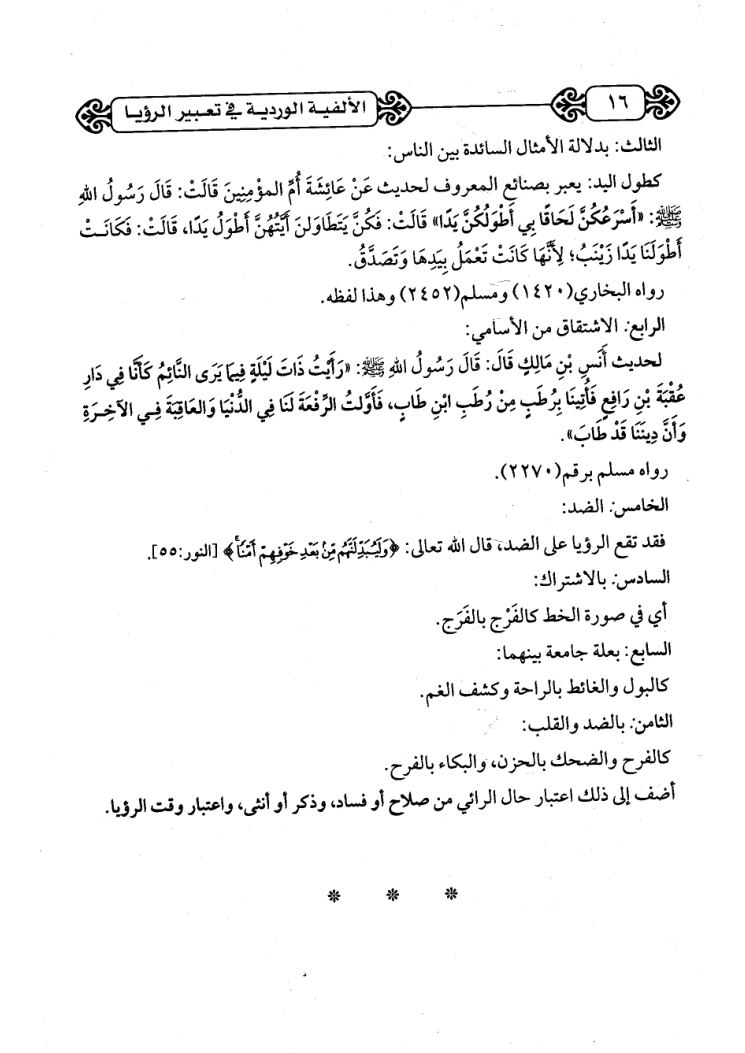 ١٦
الألفية الوردية في تعبير الرؤيا
الثالث: بدلالة الأمثال السائدة بين الناس:
كطول اليد: يعبر بصنائع المعروف لحديث عَنْ عَائِشَةَ أُمِّ المؤْمِنِينَ قَالَتْ: قَالَ رَسُولُ اللهِ
ﷺ: «أَسْرَعُكُنَّ لَحَاقًا بِي أَطْوَلُكُنَّ يَدًا» قَالَتْ: فَكُنَّ يَتَطَاوَلنَ أَيَّتُهُنَّ أَطْوَلُ يَدًا، قَالَتْ: فَكَانَتْ
أَطْوَلَنَا يَدًا زَيْنَبُ؛ لِأَنَّهَا كَانَتْ تَعْمَلُ بِيَدِهَا وَتَصَدَّقُ.
رواه البخاري(١٤٢٠) ومسلم(٢٤٥٢) وهذا لفظه.
الرابع: الاشتقاق من الأسامي:
لحديث أَنَسِ بْنِ مَالِكٍ قَالَ: قَالَ رَسُولُ اللهِ ﷺ: «رَأَيْتُ ذَاتَ لَيْلَةٍ فِيمَا يَرَى النَّائِمُ كَأَنَّا فِي دَارِ
عُقْبَةَ بْنِ رَافِعٍ فَأُتِينَا بِرُطَبٍ مِنْ رُطَبِ ابْنِ طَابٍ، فَأَوَّلتُ الرِّفْعَةَ لَنَا فِي الدُّنْيَا وَالعَاقِبَةَ فِي الآخِرَةِ
وَأَنَّ دِينَنَا قَدْ طَابَ».
رواه مسلم برقم(٢٢٧٠).
الخامس: الضد:
فقد تقع الرؤيا على الضد، قال الله تعالى: ﴿وَلَيُبَدِّلَنَّهُم مِّنۢ بَعْدِ خَوْفِهِمْ أَمْنًا﴾ [النور:٥٥].
السادس: بالاشتراك:
أي في صورة الخط كالفَرْج بالفَرَج.
السابع: بعلة جامعة بينهما:
كالبول والغائط بالراحة وكشف الغم.
الثامن: بالضد والقلب:
كالفرح والضحك بالحزن، والبكاء بالفرح.
أضف إلى ذلك اعتبار حال الرائي من صلاح أو فساد، وذكر أو أنثى، واعتبار وقت الرؤيا.